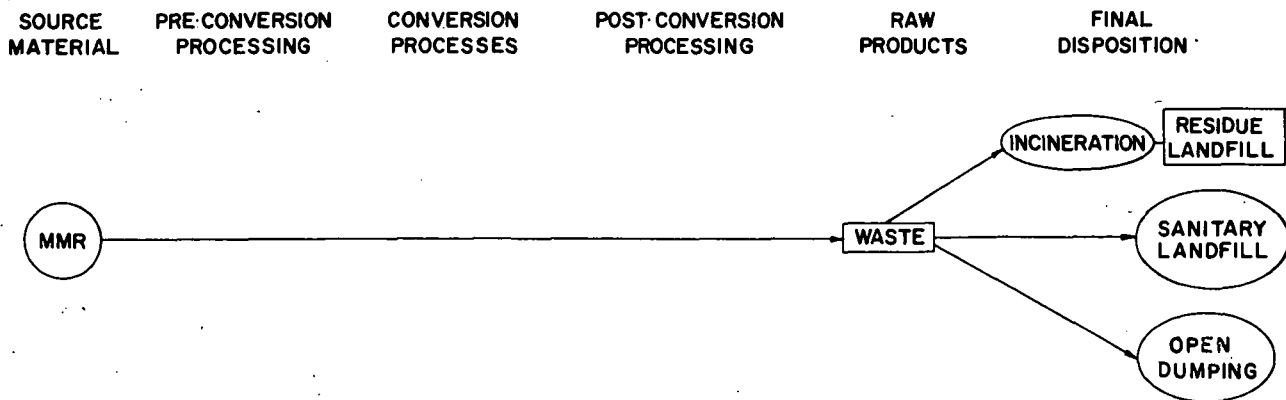 SOURCE
MATERIAL
PRE-CONVERSION
PROCESSING
CONVERSION
PROCESSES
POST-CONVERSION
PROCESSING
RAW
PRODUCTS
FINAL
DISPOSITION
MMR
WASTE
INCINERATION
RESIDUE
LANDFILL
SANITARY
LANDFILL
OPEN
DUMPING